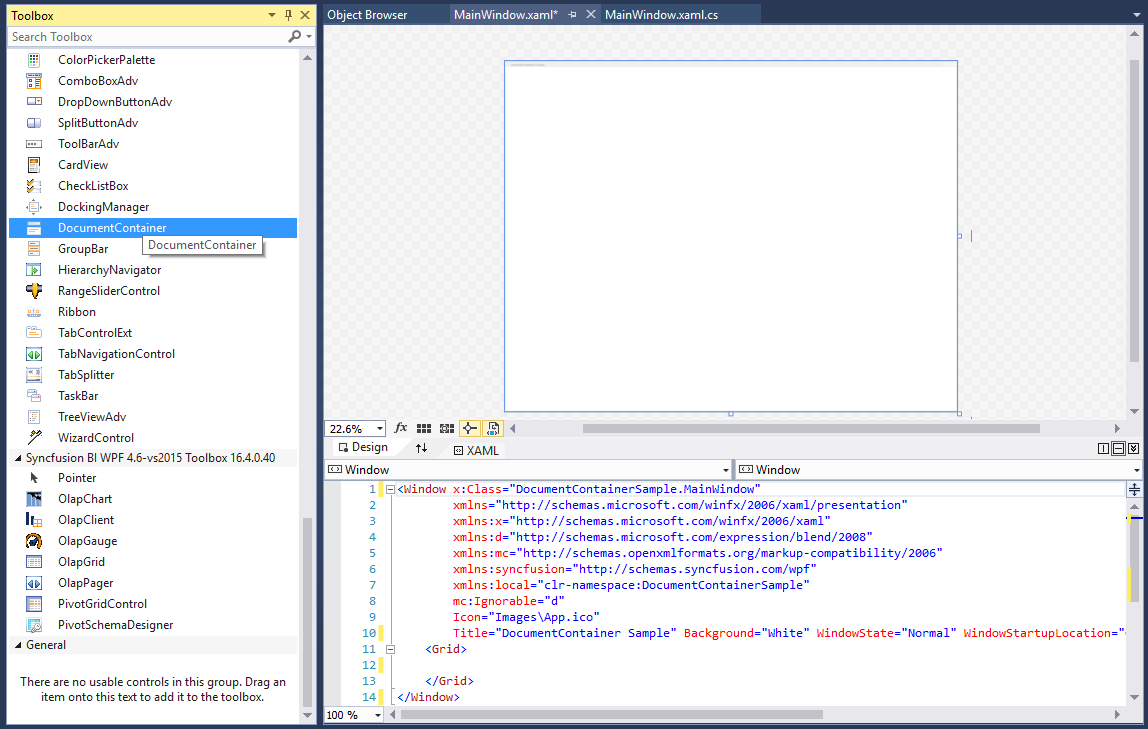 Toolbox
Search Toolbox
ColorPickerPalette
ComboBoxAdv
DropDownButtonAdv
SplitButtonAdv
ToolBarAdv
CardView
CheckListBox
DockingManager
DocumentContainer
DocumentContainer
GroupBar
HierarchyNavigator
RangeSliderControl
Ribbon
TabControlExt
TabNavigationControl
TabSplitter
TaskBar
TreeViewAdv
WizardControl
Syncfusion BI WPF 4.6-vs2015 Toolbox 16.4.0.40
Pointer
OlapChart
OlapClient
OlapGauge
OlapGrid
OlapPager
PivotGridControl
PivotSchemaDesigner
General
There are no usable controls in this group. Drag an
item onto this text to add it to the toolbox.
Object Browser MainWindow.xaml* MainWindow.xaml.cs
22.6% fx
Design XAML
Window Window
1 <Window x:Class="DocumentContainerSample.MainWindow"
2 xmlns="http://schemas.microsoft.com/winfx/2006/xaml/presentation"
3 xmlns:x="http://schemas.microsoft.com/winfx/2006/xaml"
4 xmlns:d="http://schemas.microsoft.com/expression/blend/2008"
5 xmlns:mc="http://schemas.openxmlformats.org/markup-compatibility/2006"
6 xmlns:syncfusion="http://schemas.syncfusion.com/wpf"
7 xmlns:local="clr-namespace:DocumentContainerSample"
8 mc:Ignorable="d"
9 Icon="Images\App.ico"
10 Title="DocumentContainer Sample" Background="White" WindowState="Normal" WindowStartupLocation="
11 <Grid>
12
13 </Grid>
14 </Window>
100 %